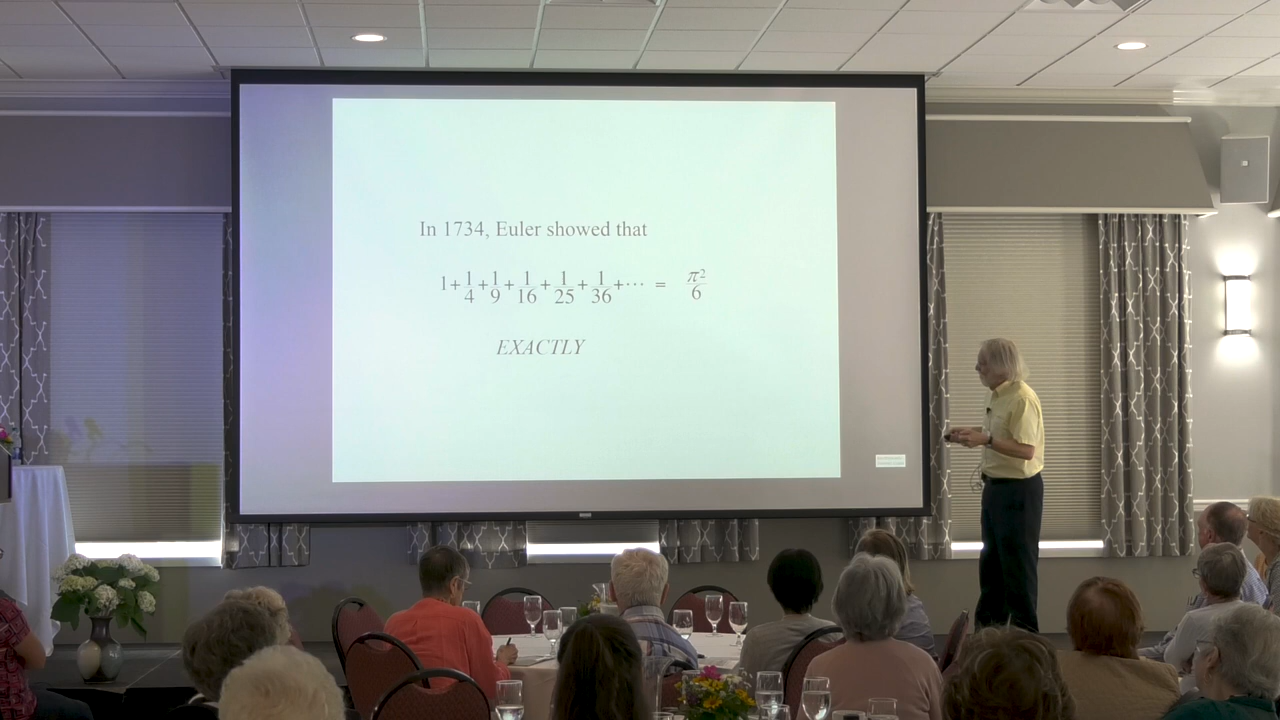 In 1734, Euler showed that
1+1/4+1/9+1/16+1/25+1/36+⋯ = π²/6
EXACTLY